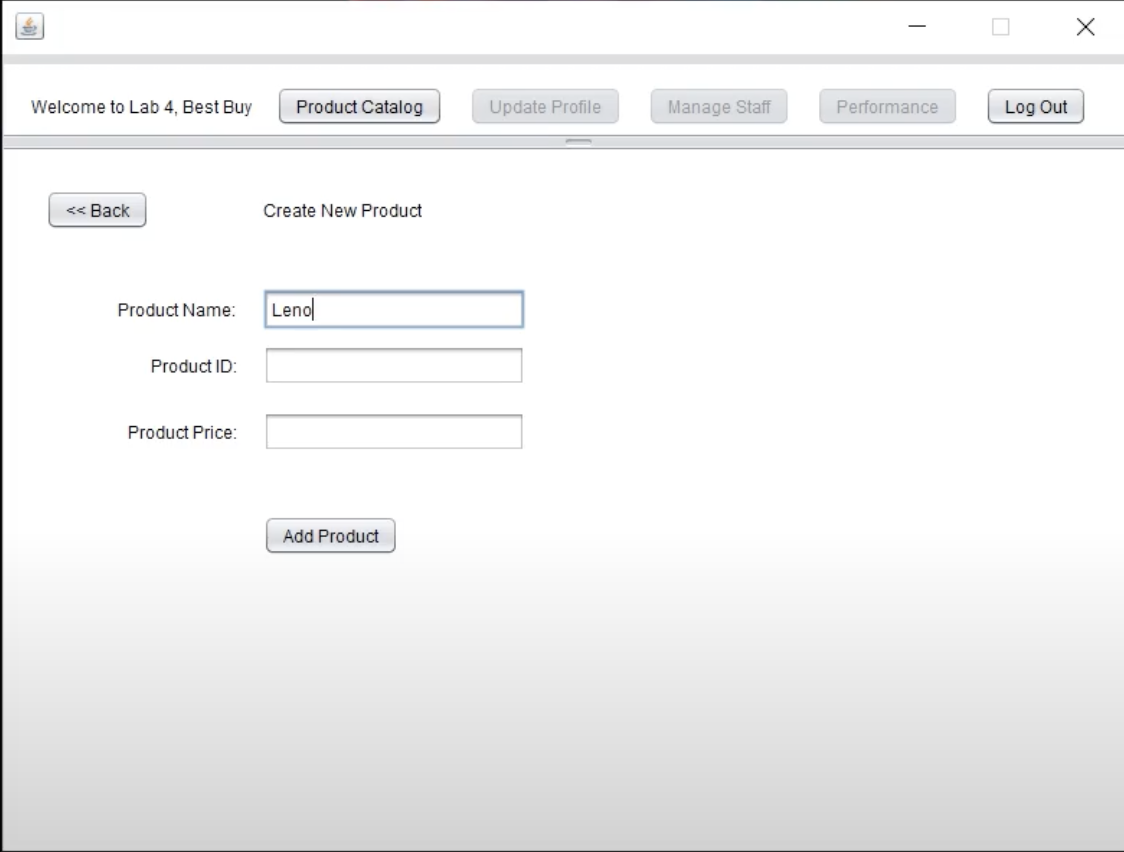 Welcome to Lab 4, Best Buy Product Catalog Update Profile Manage Staff Performance Log Out
<< Back Create New Product
Product Name: Leno
Product ID:
Product Price:
Add Product